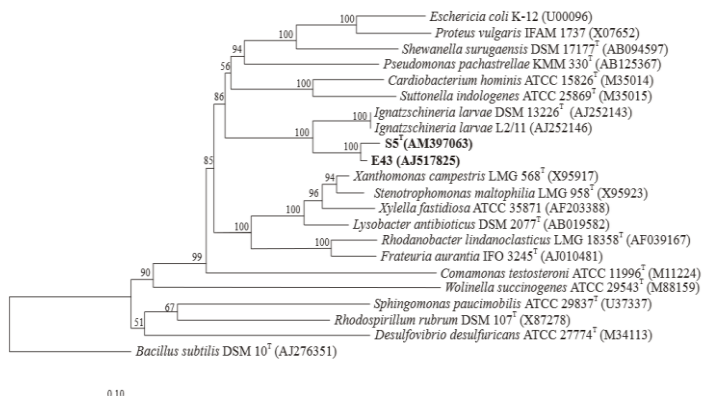 100 Eschericia coli K-12 (U00096)
100 Proteus vulgaris IFAM 1737 (X07652)
94 Shewanella surugaensis DSM 17177T (AB094597)
56 Pseudomonas pachastrellae KMM 330T (AB125367)
100 Cardiobacterium hominis ATCC 15826T (M35014)
86 Suttonella indologenes ATCC 25869T (M35015)
100 Ignatzschineria larvae DSM 13226T (AJ252143)
100 Ignatzschineria larvae L2/11 (AJ252146)
100 S5T(AM397063)
85 E43 (AJ517825)
94 Xanthomonas campestris LMG 568T (X95917)
96 Stenotrophomonas maltophilia LMG 958T (X95923)
100 Xylella fastidiosa ATCC 35871 (AF203388)
100 Lysobacter antibioticus DSM 2077T (AB019582)
100 Rhodanobacter lindanoclasticus LMG 18358T (AF039167)
Frateuria aurantia IFO 3245T (AJ010481)
99 Comamonas testosteroni ATCC 11996T (M11224)
90 Wolinella succinogenes ATCC 29543T (M88159)
67 Sphingomonas paucimobilis ATCC 29837T (U37337)
51 Rhodospirillum rubrum DSM 107T (X87278)
Desulfovibrio desulfuricans ATCC 27774T (M34113)
Bacillus subtilis DSM 10T (AJ276351)
0.10